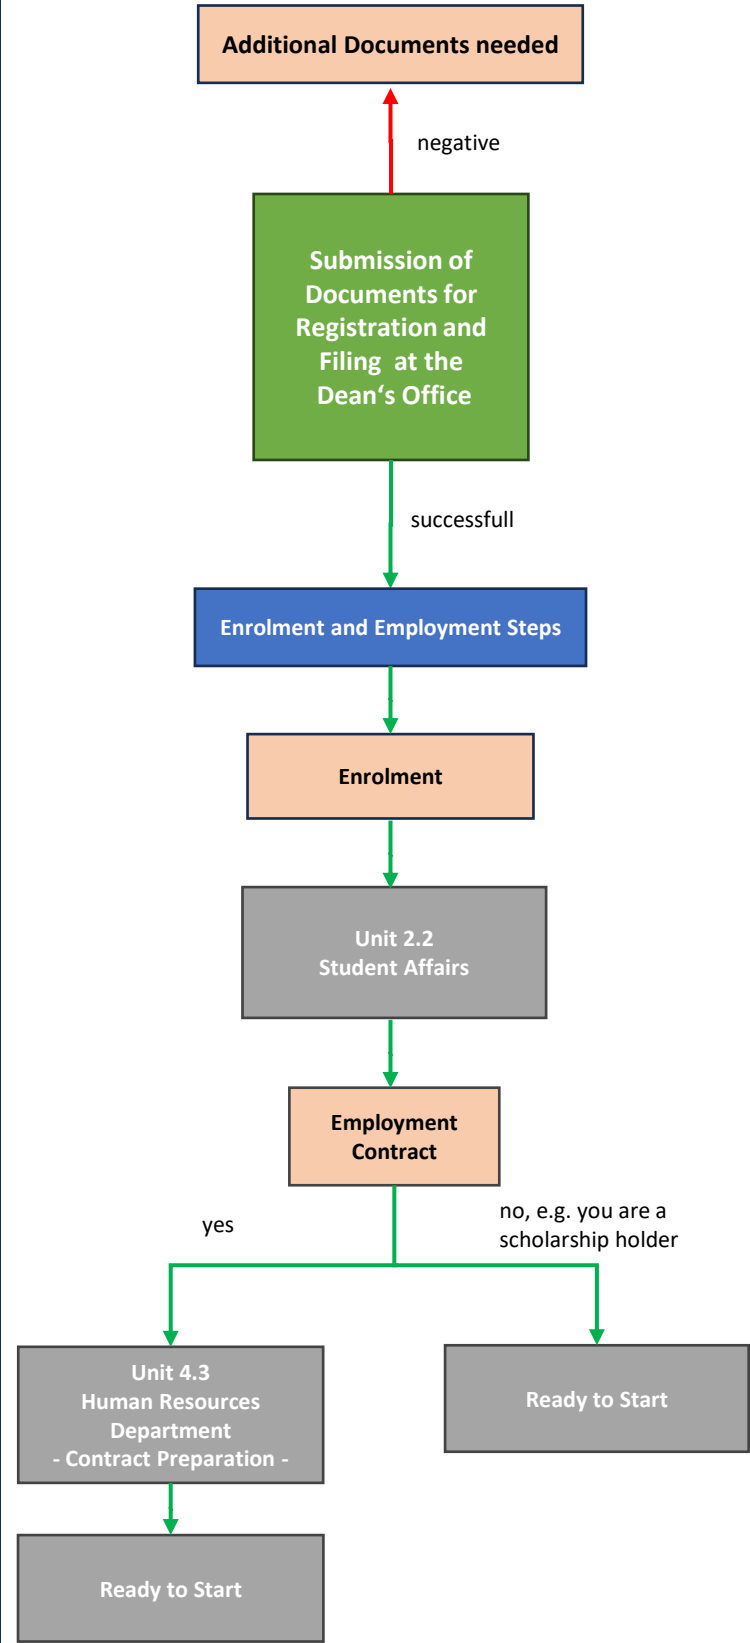 Additional Documents needed
negative
Submission of
Documents for
Registration and
Filing at the
Dean‘s Office
successfull
Enrolment and Employment Steps
Enrolment
Unit 2.2
Student Affairs
Employment
Contract
yes
no, e.g. you are a
scholarship holder
Unit 4.3
Human Resources
Department
- Contract Preparation -
Ready to Start
Ready to Start